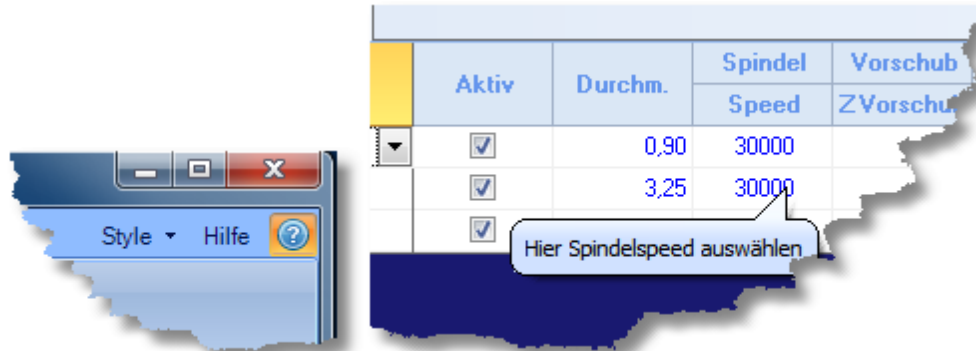 Style Hilfe
Aktiv Durchm. Spindel Vorschub
Speed ZVorschu
0,90 30000
3,25 30000
Hier Spindelspeed auswählen